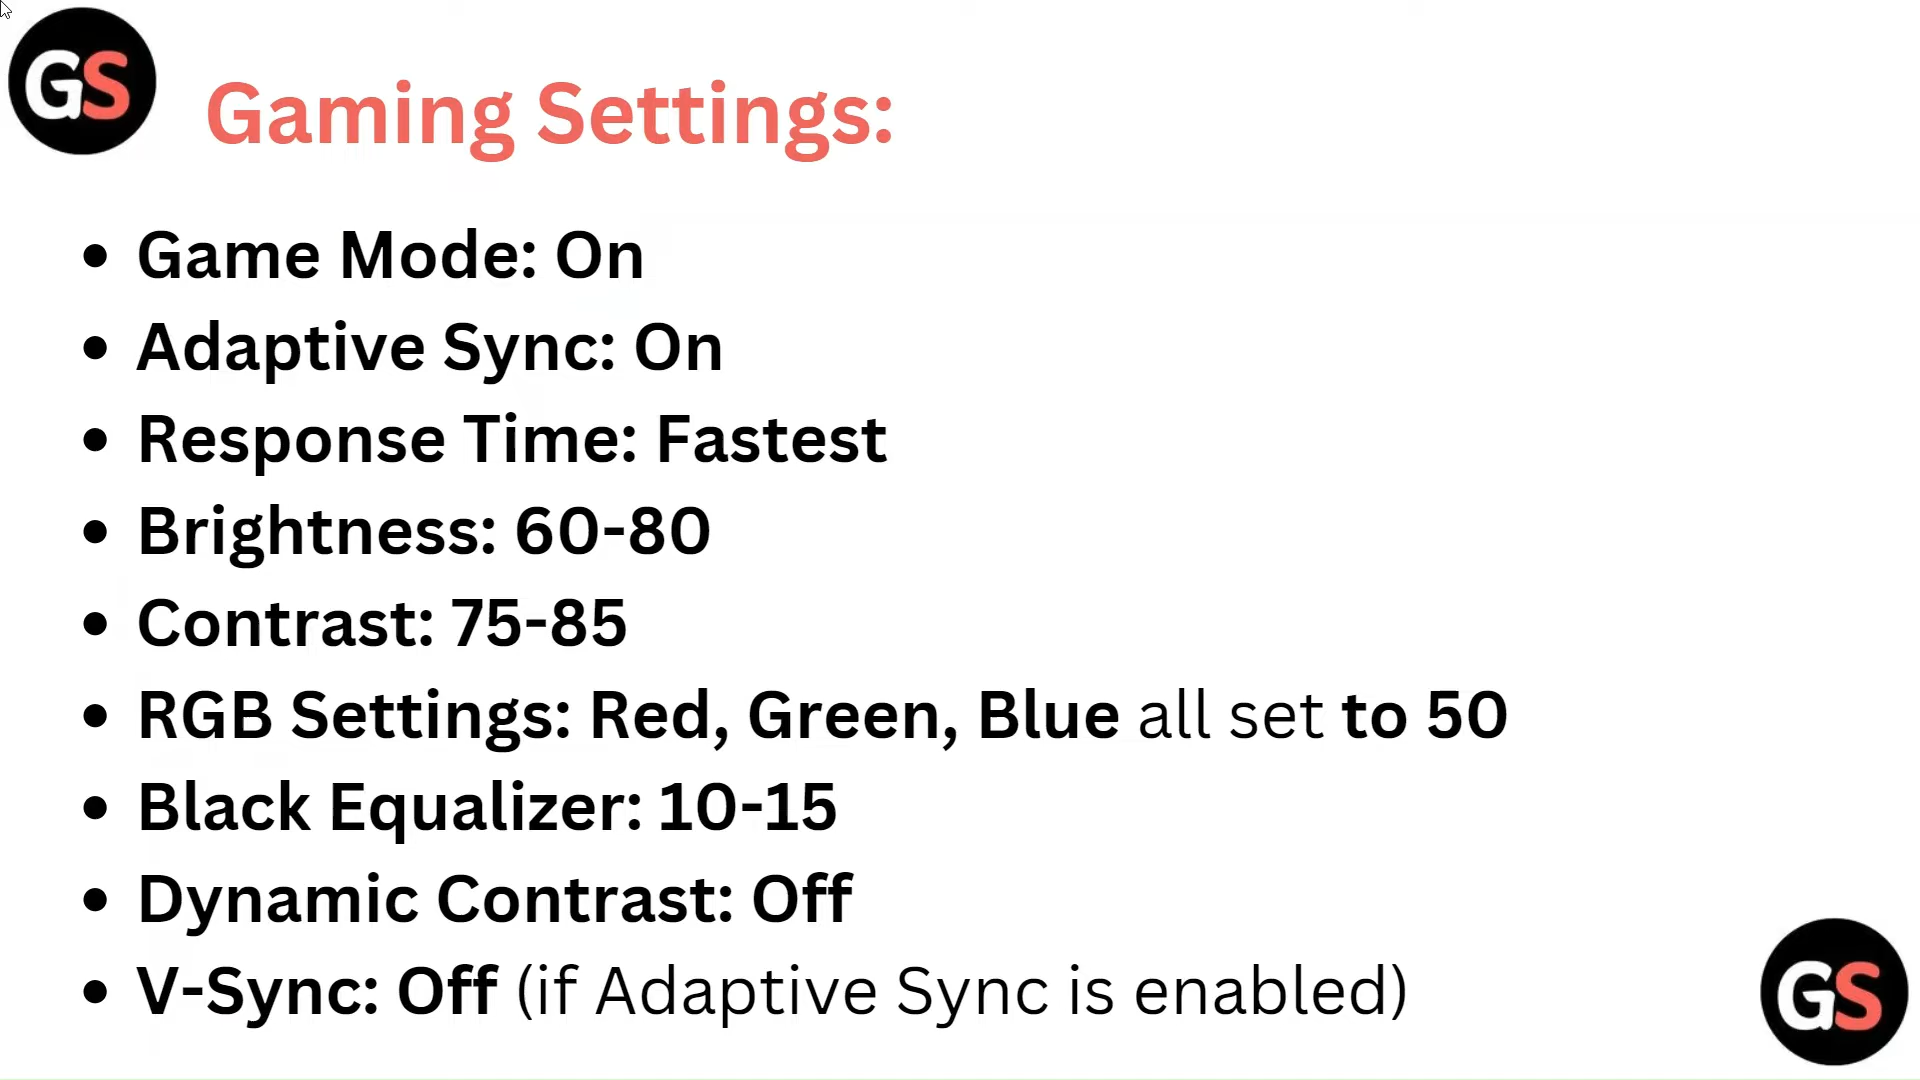 GS
Gaming Settings:
• Game Mode: On
• Adaptive Sync: On
• Response Time: Fastest
• Brightness: 60-80
• Contrast: 75-85
• RGB Settings: Red, Green, Blue all set to 50
• Black Equalizer: 10-15
• Dynamic Contrast: Off
• V-Sync: Off (if Adaptive Sync is enabled)
GS